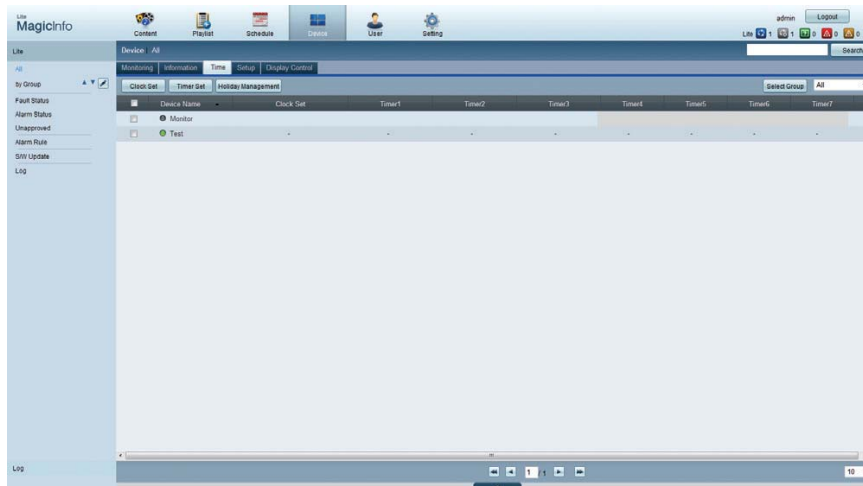 Lite
MagicInfo
Content
Playlist
Schedule
Device
User
Setting
admin
Logout
Lite 1 1 0 0 0
Lite
Device All
Search
All
by Group
Fault Status
Alarm Status
Unapproved
Alarm Rule
S/W Update
Log
Monitoring Information Time Setup Display Control
Clock Set Timer Set Holiday Management Select Group All
Device Name Clock Set Timer1 Timer2 Timer3 Timer4 Timer5 Timer6 Timer7
Monitor
Test - - - - - - - -
Log
1 / 1
10